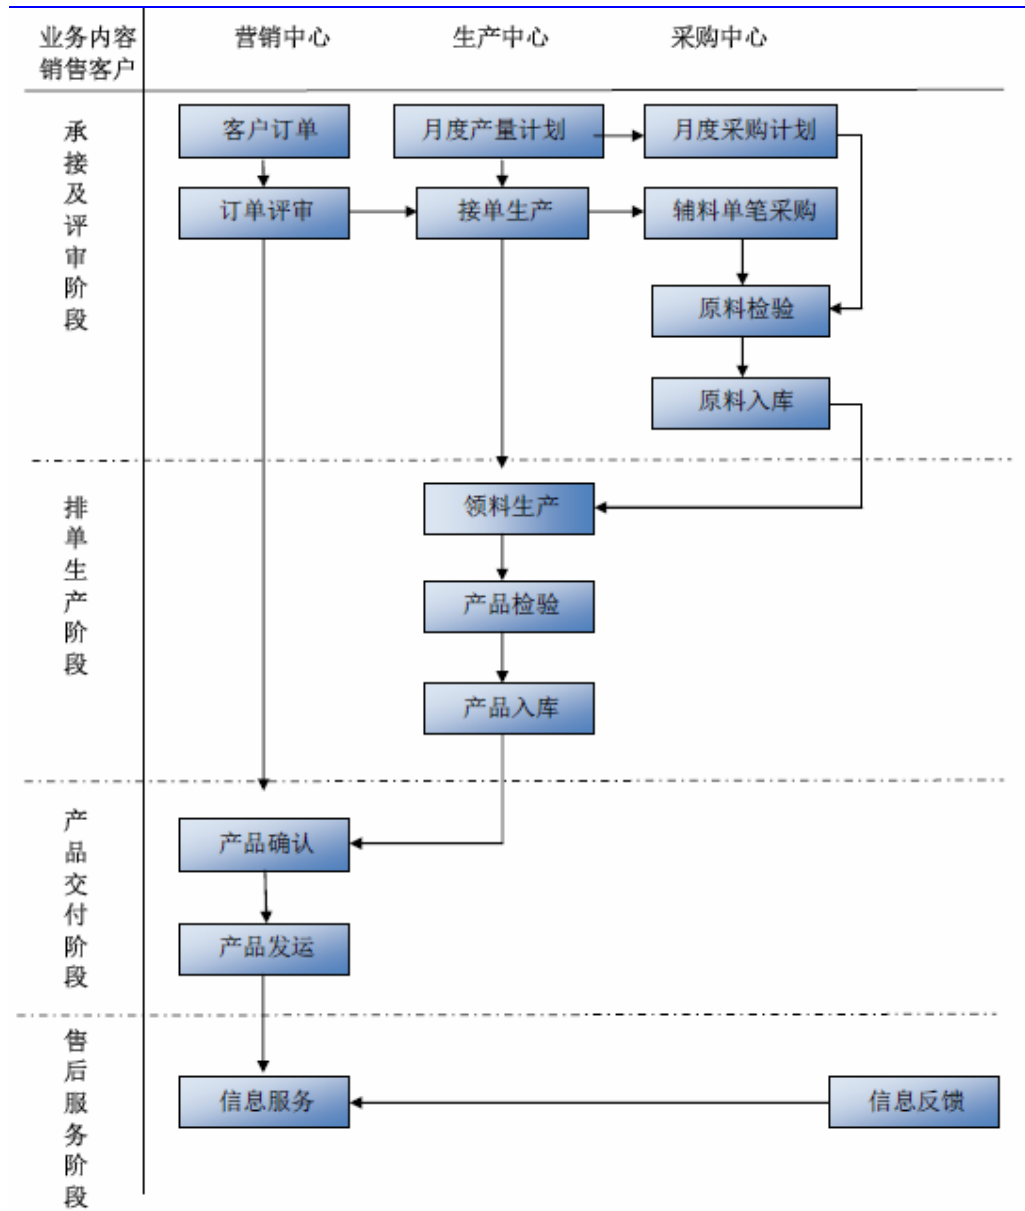 业务内容
销售客户
营销中心
生产中心
采购中心
承接及评审阶段
客户订单
月度产量计划
月度采购计划
订单评审
接单生产
辅料单笔采购
原料检验
原料入库
排单生产阶段
领料生产
产品检验
产品入库
产品交付阶段
产品确认
产品发运
售后服务阶段
信息服务
信息反馈